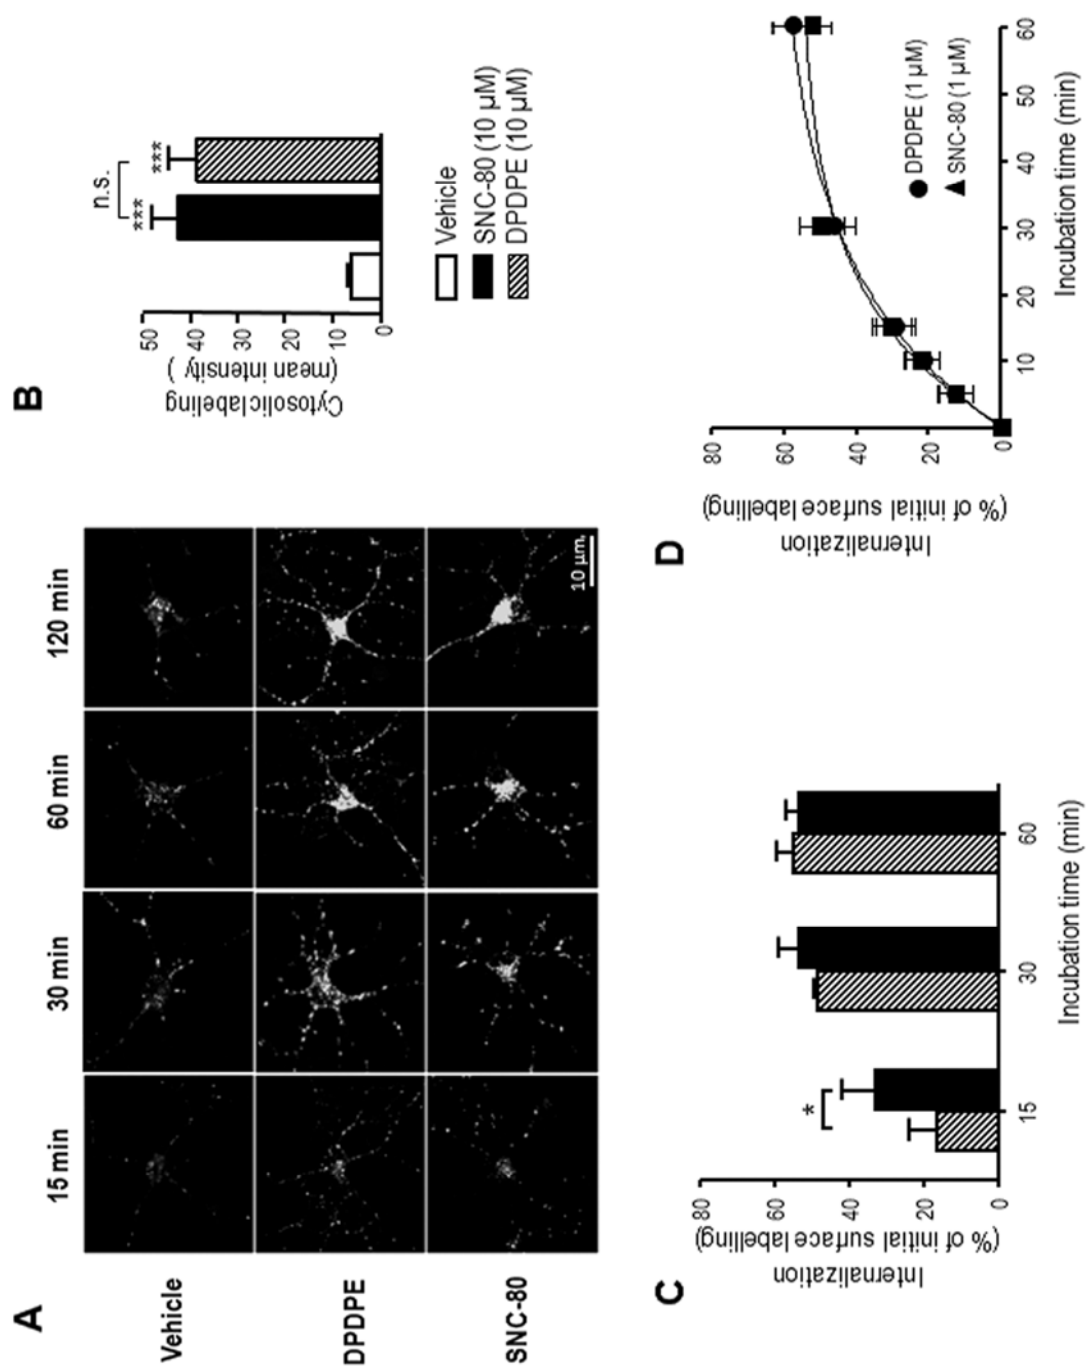 A
15 min
30 min
60 min
120 min
Vehicle
DPDPE
SNC-80
10 µm
B
Cytosolic labeling
(mean intensity )
50
40
30
20
10
0
***
n.s.
***
Vehicle
SNC-80 (10 µM)
DPDPE (10 µM)
C
Internalization
(% of initial surface labelling)
80
60
40
20
0
*
15
30
60
Incubation time (min)
D
Internalization
(% of initial surface labelling)
80
60
40
20
0
DPDPE (1 µM)
SNC-80 (1 µM)
10
20
30
40
50
60
Incubation time (min)